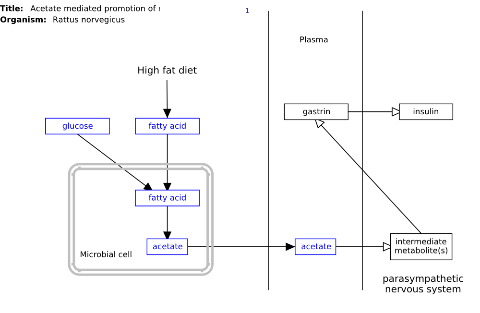 Title: Acetate mediated promotion of
Organism: Rattus norvegicus
1
Plasma
High fat diet
gastrin
insulin
glucose
fatty acid
fatty acid
acetate
Microbial cell
acetate
intermediate
metabolite(s)
parasympathetic
nervous system